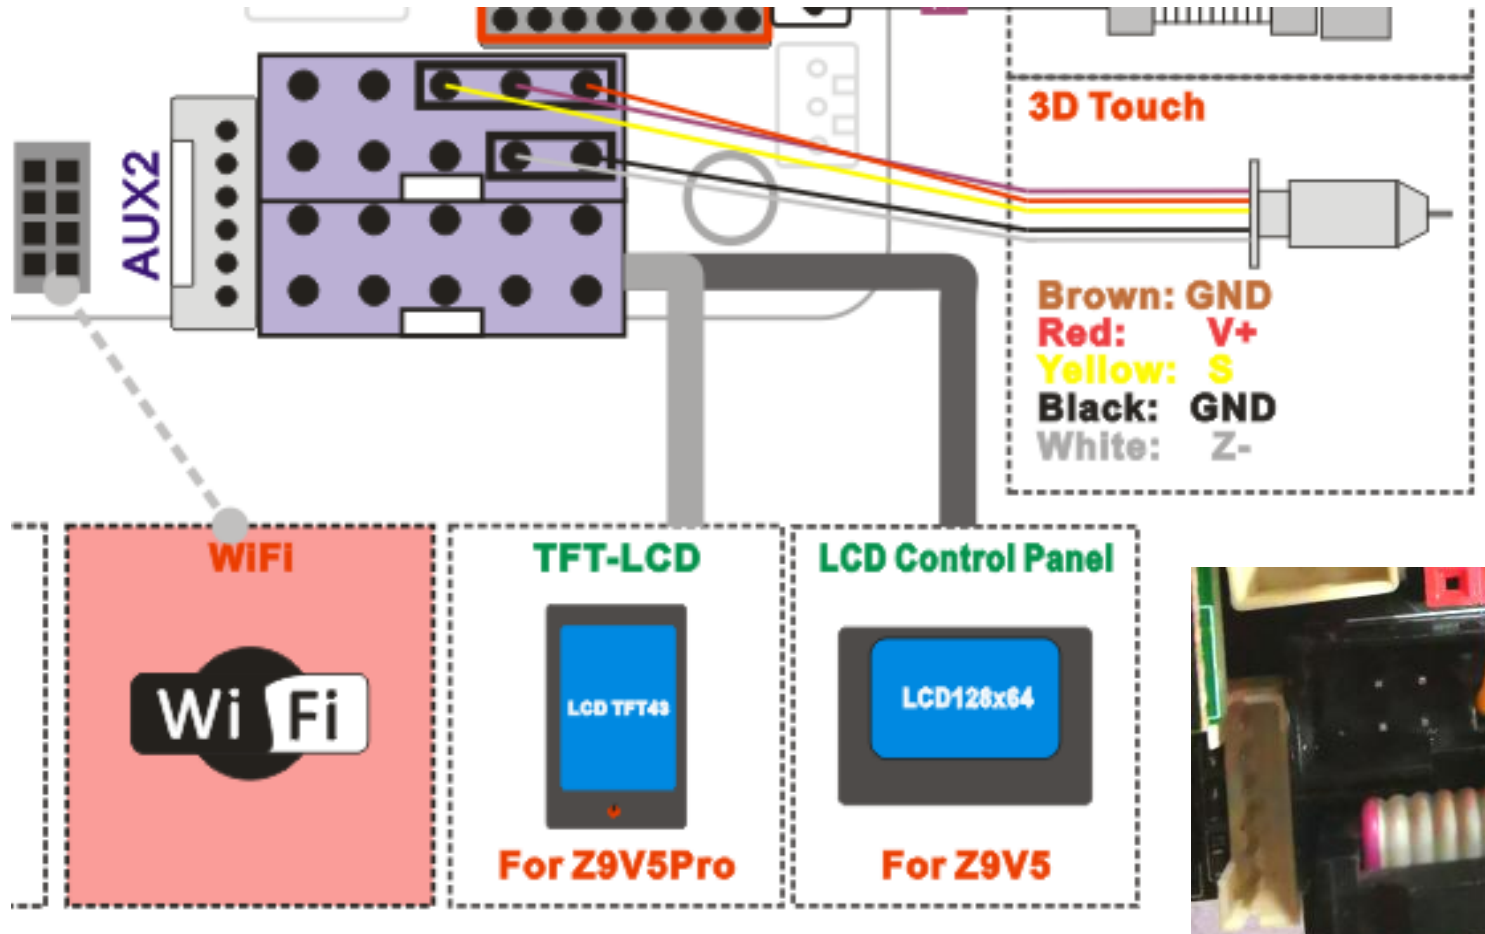 AUX2
3D Touch
Brown: GND
Red: V+
Yellow: S
Black: GND
White: Z-
WiFi
Wi Fi
TFT-LCD
LCD TFT43
For Z9V5Pro
LCD Control Panel
LCD128x64
For Z9V5